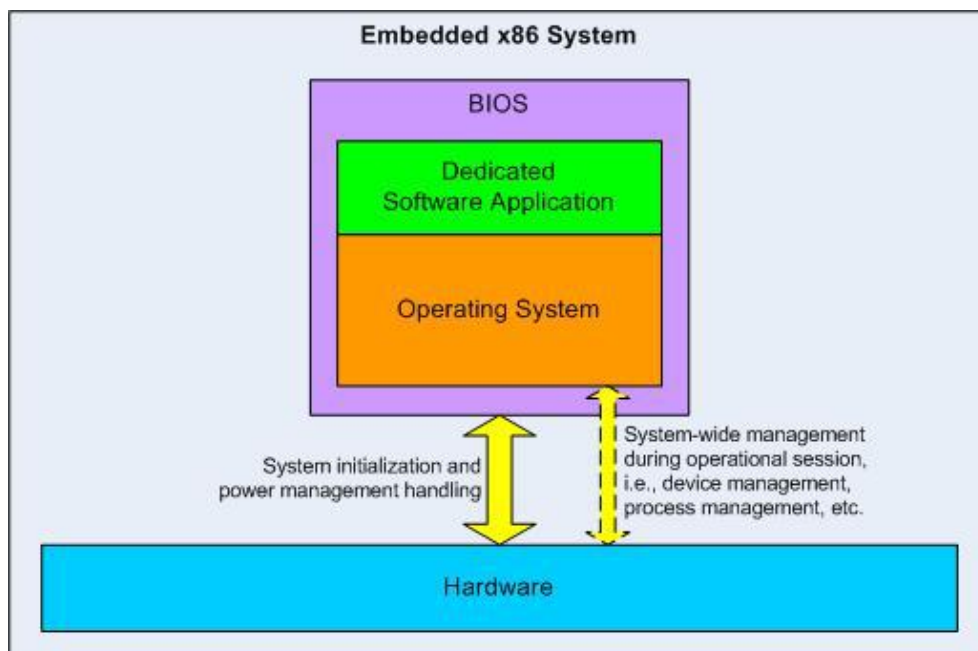 Embedded x86 System
BIOS
Dedicated
Software Application
Operating System
System initialization and
power management handling
System-wide management
during operational session,
i.e., device management,
process management, etc.
Hardware